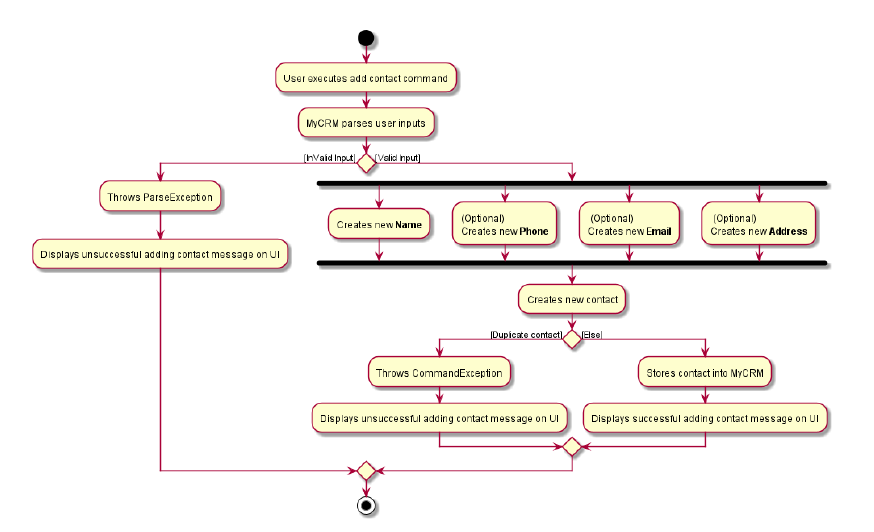 User executes add contact command
MyCRM parses user inputs
[InValid Input]
[Valid Input]
Throws ParseException
Displays unsuccessful adding contact message on UI
Creates new Name
(Optional)
Creates new Phone
(Optional)
Creates new Email
(Optional)
Creates new Address
Creates new contact
[Duplicate contact]
[Else]
Throws CommandException
Displays unsuccessful adding contact message on UI
Stores contact into MyCRM
Displays successful adding contact message on UI